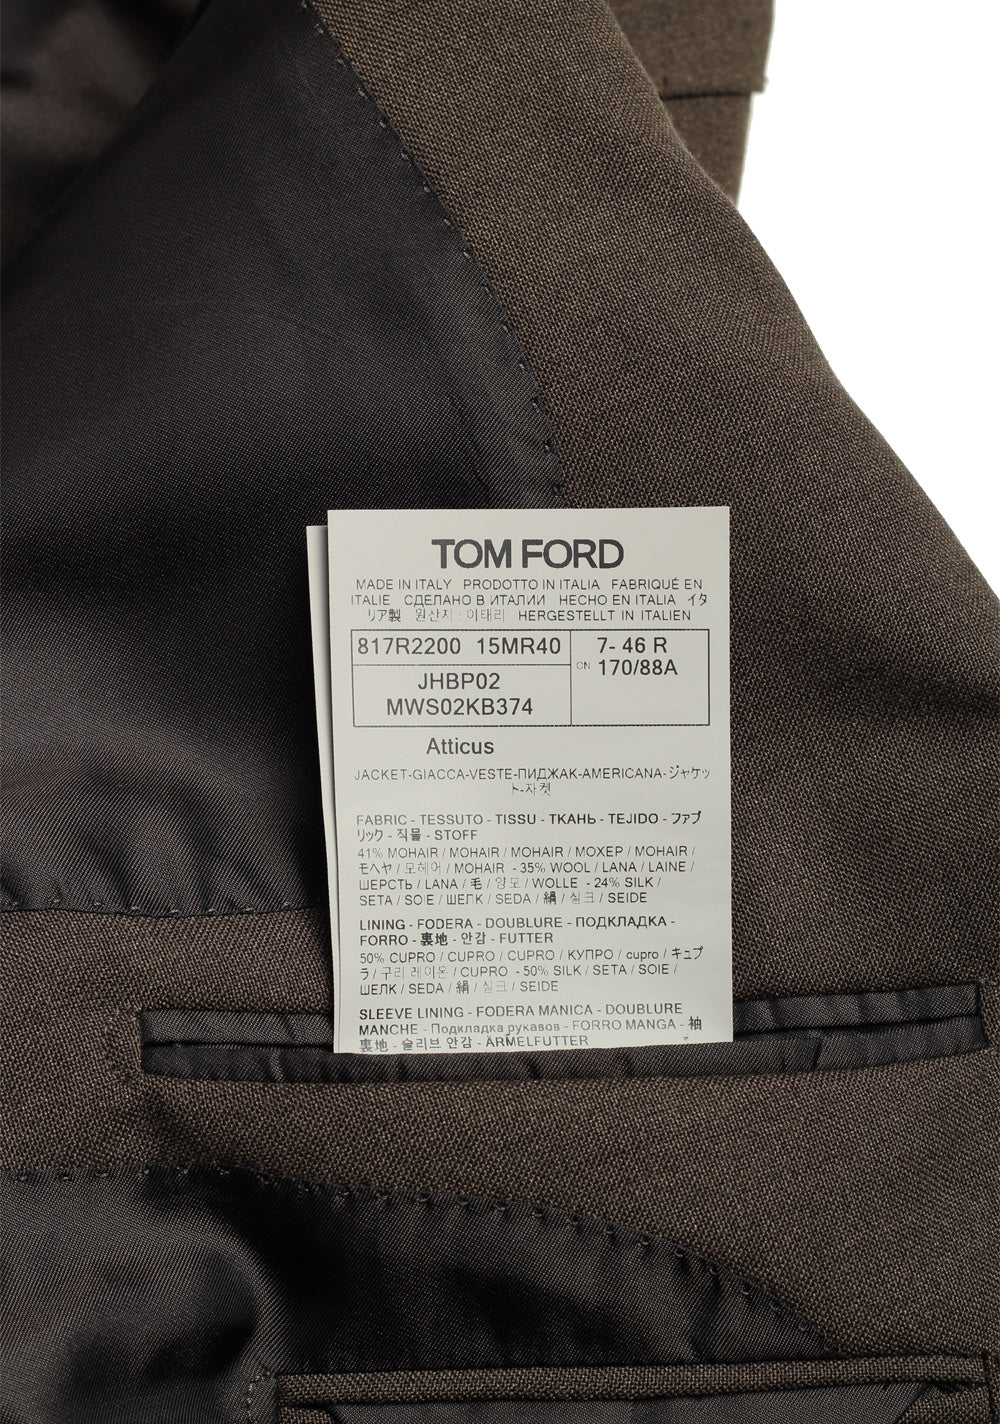 TOM FORD
MADE IN ITALY PRODOTTO IN ITALIA FABRIQUÉ EN
ITALIE СДЕЛАНО В ИТАЛИИ HECHO EN ITALIA イタ
リア製 원산지 : 이태리 HERGESTELLT IN ITALIEN
817R2200 15MR40
7- 46 R
CN 170/88A
JHBP02
MWS02KB374
Atticus
JACKET-GIACCA-VESTE-ПИДЖАК-AMERICANA-ジャケッ
ト-자켓
FABRIC - TESSUTO - TISSU - ТКАНЬ - TEJIDO - ファブ
リック - 직물 - STOFF
41% MOHAIR / MOHAIR / MOHAIR / МОХЕР / MOHAIR /
モヘヤ / 모헤어 / MOHAIR - 35% WOOL / LANA / LAINE /
ШЕРСТЬ / LANA / 毛 / 양모 / WOLLE - 24% SILK /
SETA / SOIE / ШЕЛК / SEDA / 絹 / 실크 / SEIDE
LINING - FODERA - DOUBLURE - ПОДКЛАДКА -
FORRO - 裏地 - 안감 - FUTTER
50% CUPRO / CUPRO / CUPRO / КУПРО / cupro / キュプ
ラ / 구리 레이온 / CUPRO - 50% SILK / SETA / SOIE /
ШЕЛК / SEDA / 絹 / 실크 / SEIDE
SLEEVE LINING - FODERA MANICA - DOUBLURE
MANCHE - Подкладка рукавов - FORRO MANGA - 袖
裏地 - 슬리브 안감 - ÄRMELFUTTER